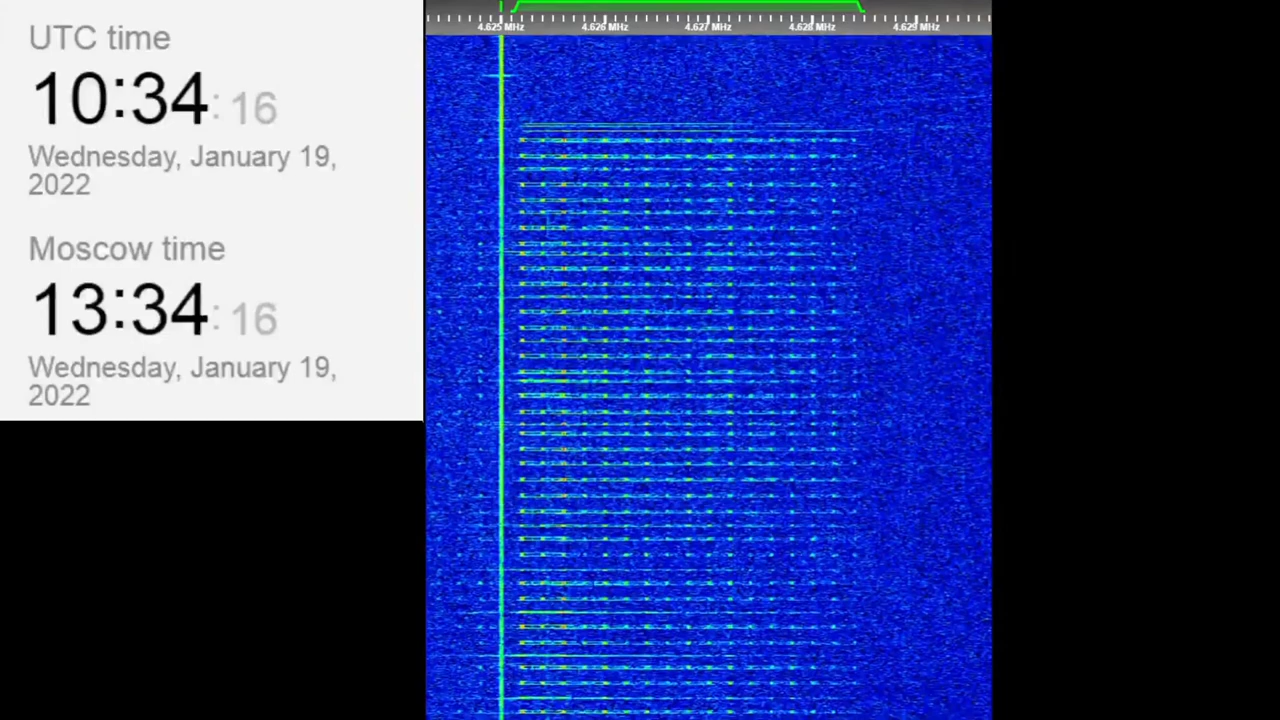 UTC time
10:34:16
Wednesday, January 19,
2022
Moscow time
13:34:16
Wednesday, January 19,
2022
4.625 MHz 4.626 MHz 4.627 MHz 4.628 MHz 4.629 MHz